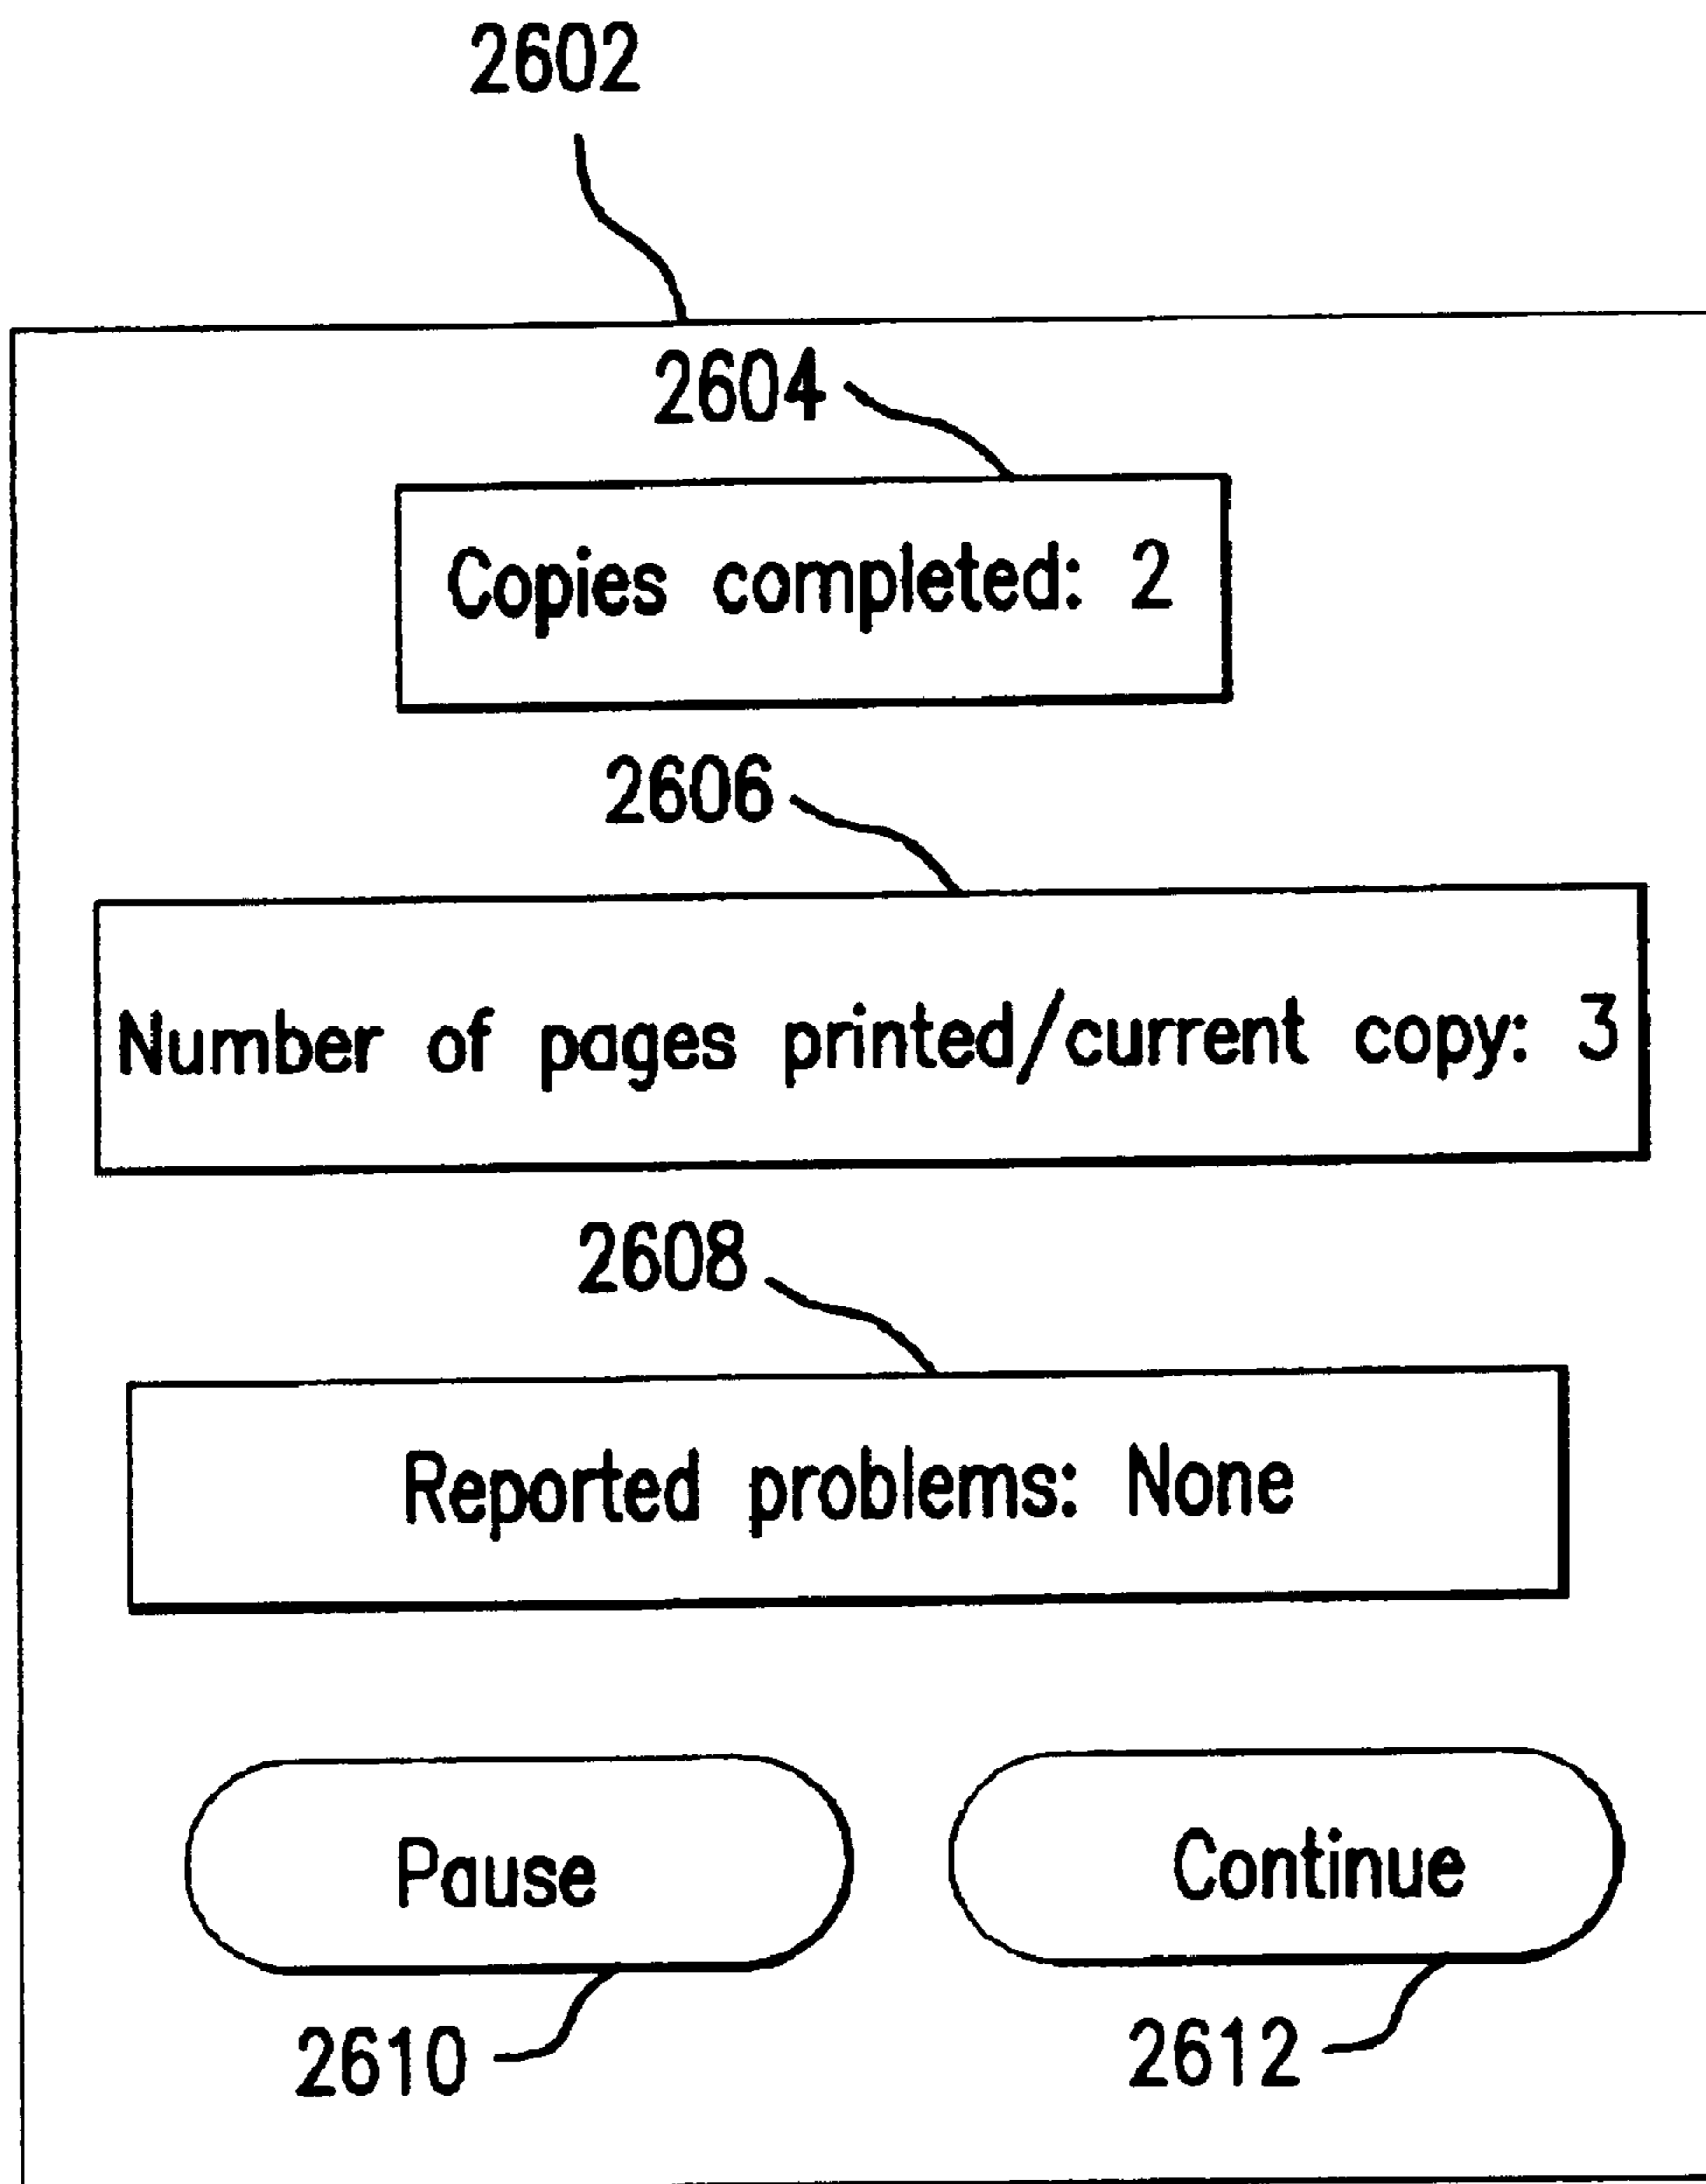 2602
2604
Copies completed: 2
2606
Number of pages printed/current copy: 3
2608
Reported problems: None
Pause Continue
2610 2612